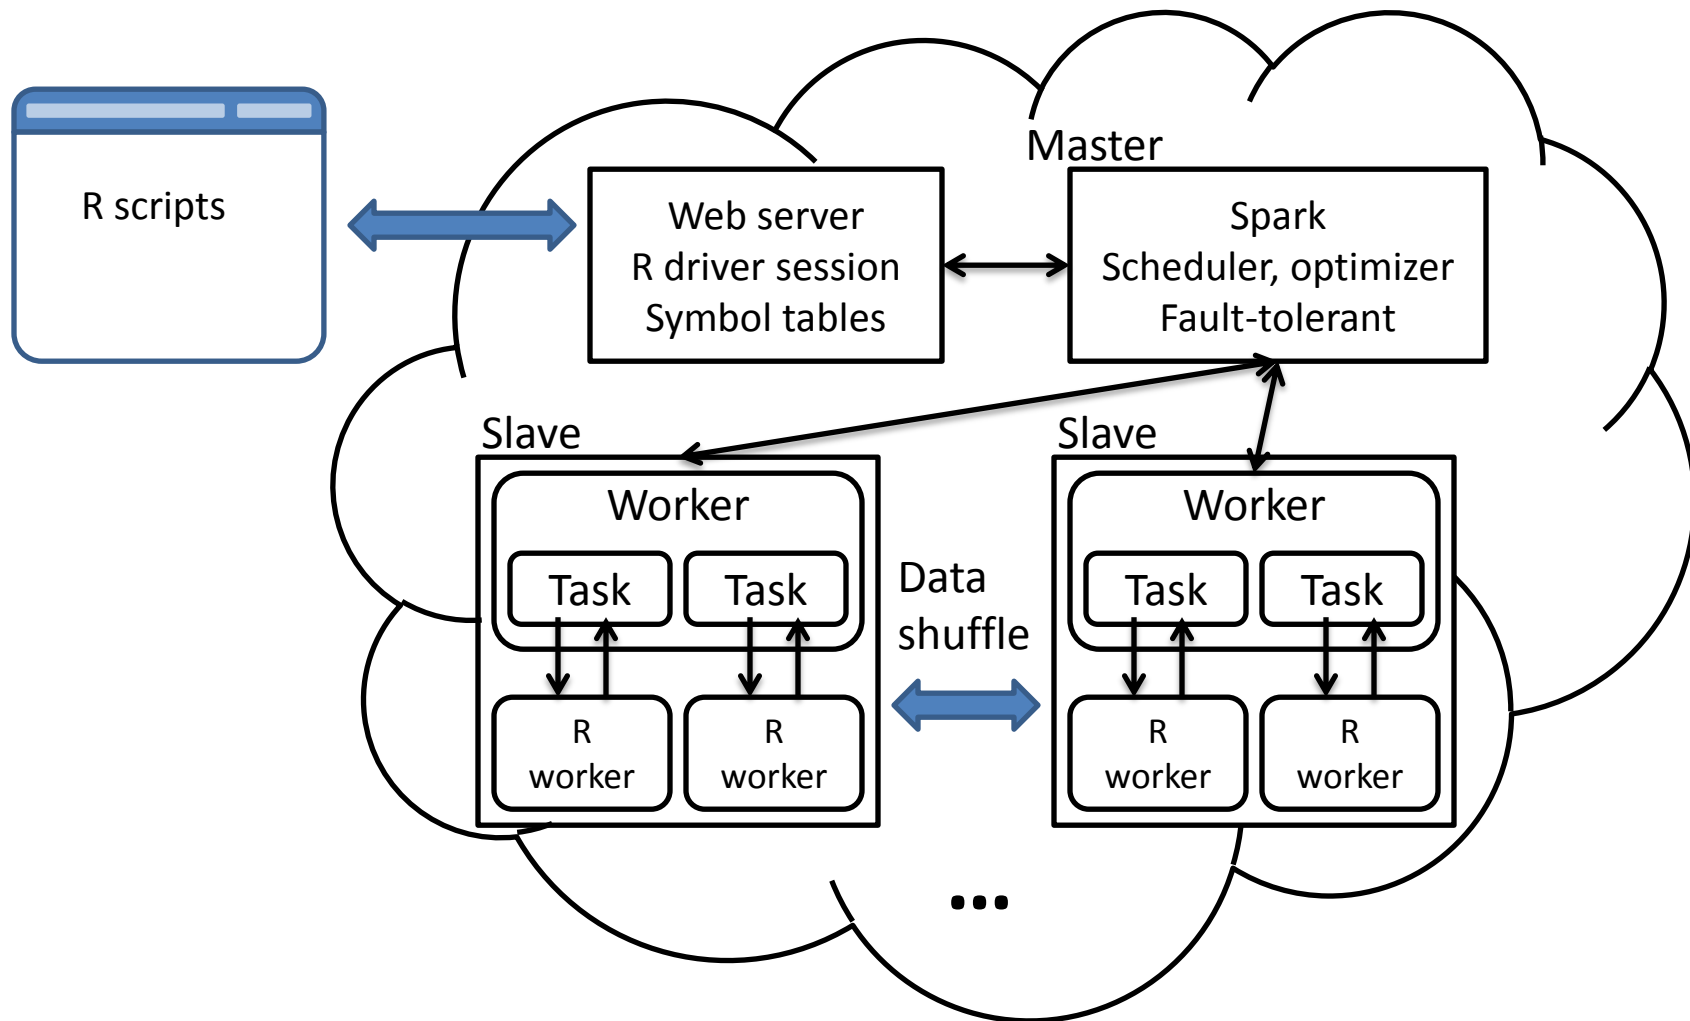 R scripts
Master
Web server
R driver session
Symbol tables
Spark
Scheduler, optimizer
Fault-tolerant
Slave
Worker
Task
Task
R
worker
R
worker
Data
shuffle
Slave
Worker
Task
Task
R
worker
R
worker
...